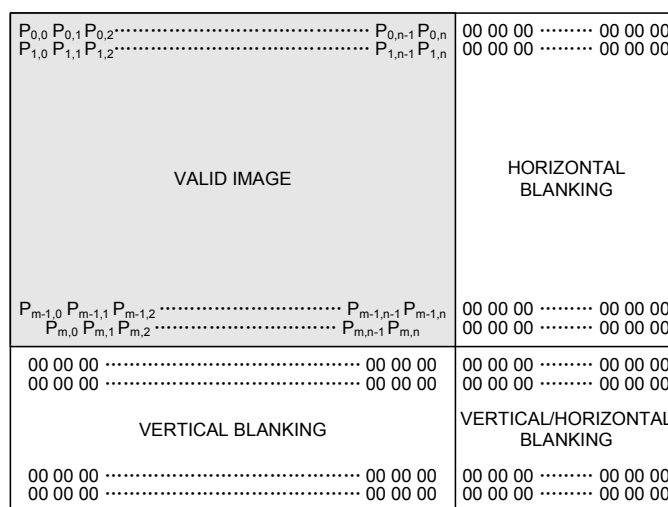 P0,0 P0,1 P0,2………………………………P0,n-1 P0,n 00 00 00 ……… 00 00 00
P1,0 P1,1 P1,2………………………………P1,n-1 P1,n 00 00 00 ……… 00 00 00
VALID IMAGE
HORIZONTAL
BLANKING
Pm-1,0 Pm-1,1 Pm-1,2………………………Pm-1,n-1 Pm-1,n 00 00 00 ……… 00 00 00
Pm,0 Pm,1 Pm,2………………………Pm,n-1 Pm,n 00 00 00 ……… 00 00 00
00 00 00 ……………………………… 00 00 00 00 00 00 ……… 00 00 00
00 00 00 ……………………………… 00 00 00 00 00 00 ……… 00 00 00
VERTICAL BLANKING
VERTICAL/HORIZONTAL
BLANKING
00 00 00 ……………………………… 00 00 00 00 00 00 ……… 00 00 00
00 00 00 ……………………………… 00 00 00 00 00 00 ……… 00 00 00